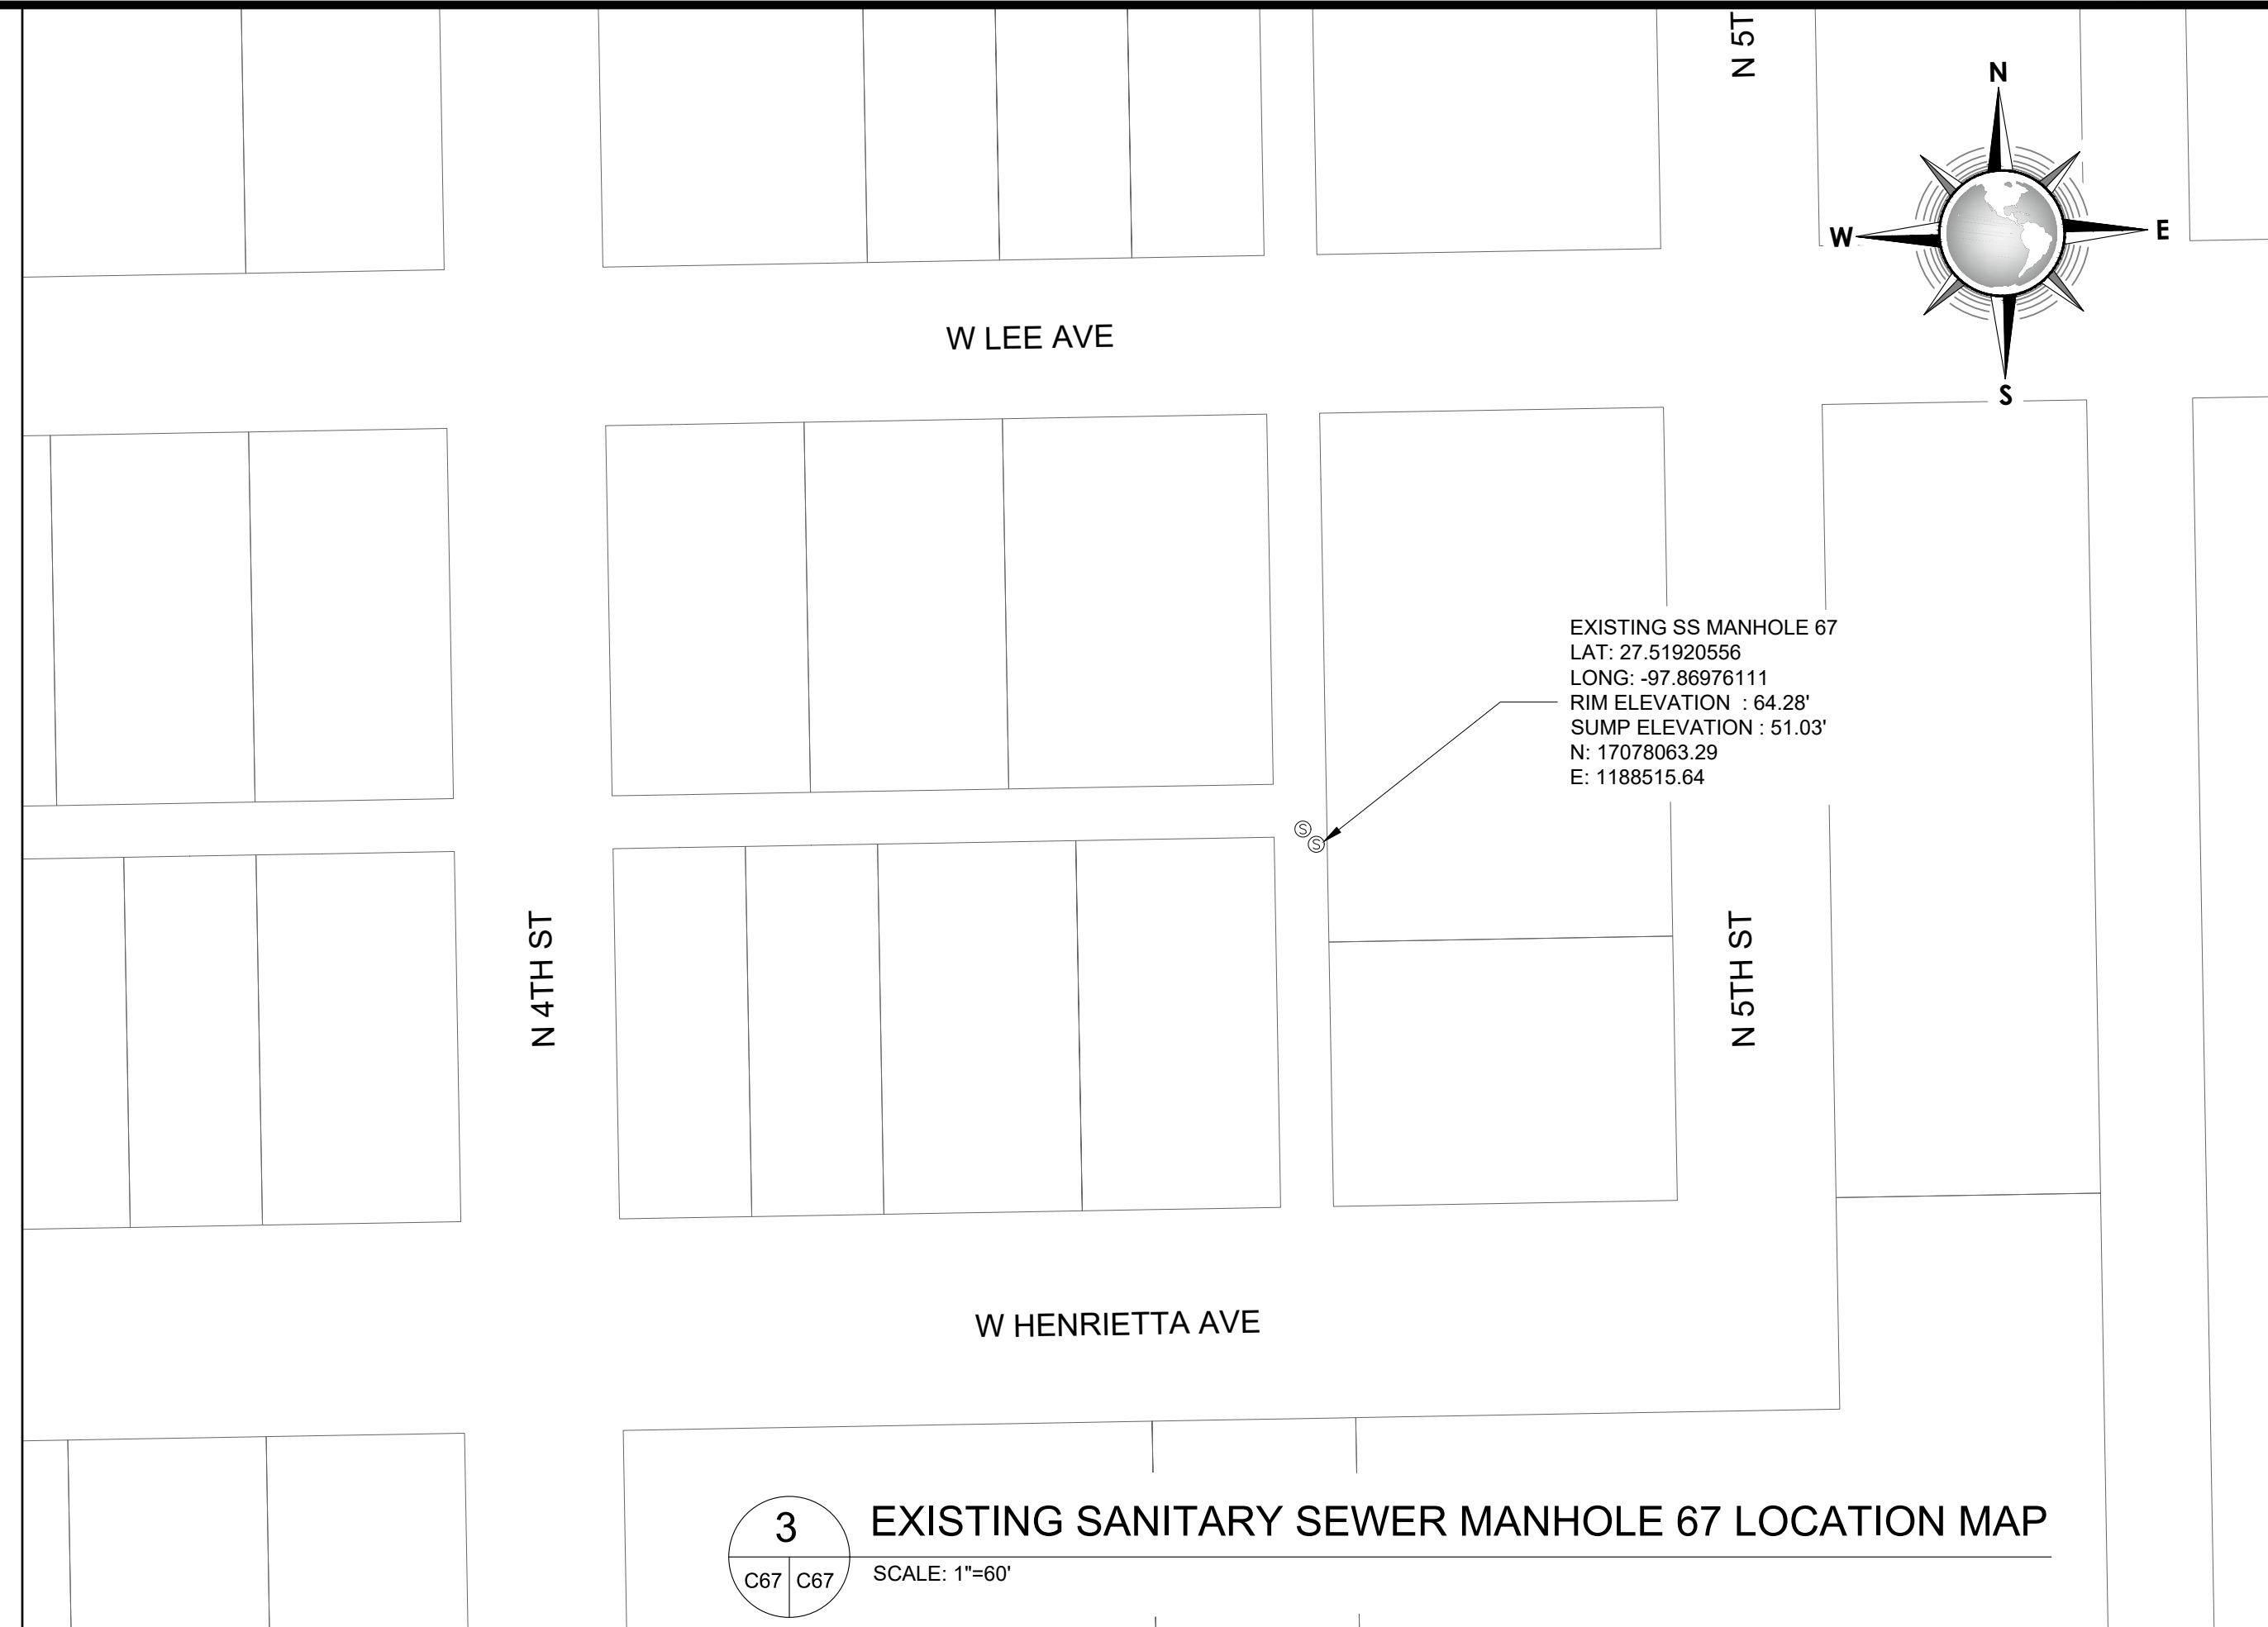 N 5T
N
W
E
S
W LEE AVE
EXISTING SS MANHOLE 67
LAT: 27.51920556
LONG: -97.86976111
RIM ELEVATION : 64.28'
SUMP ELEVATION : 51.03'
N: 17078063.29
E: 1188515.64
S
S
N 4TH ST
N 5TH ST
W HENRIETTA AVE
3
C67 C67
EXISTING SANITARY SEWER MANHOLE 67 LOCATION MAP
SCALE: 1"=60'